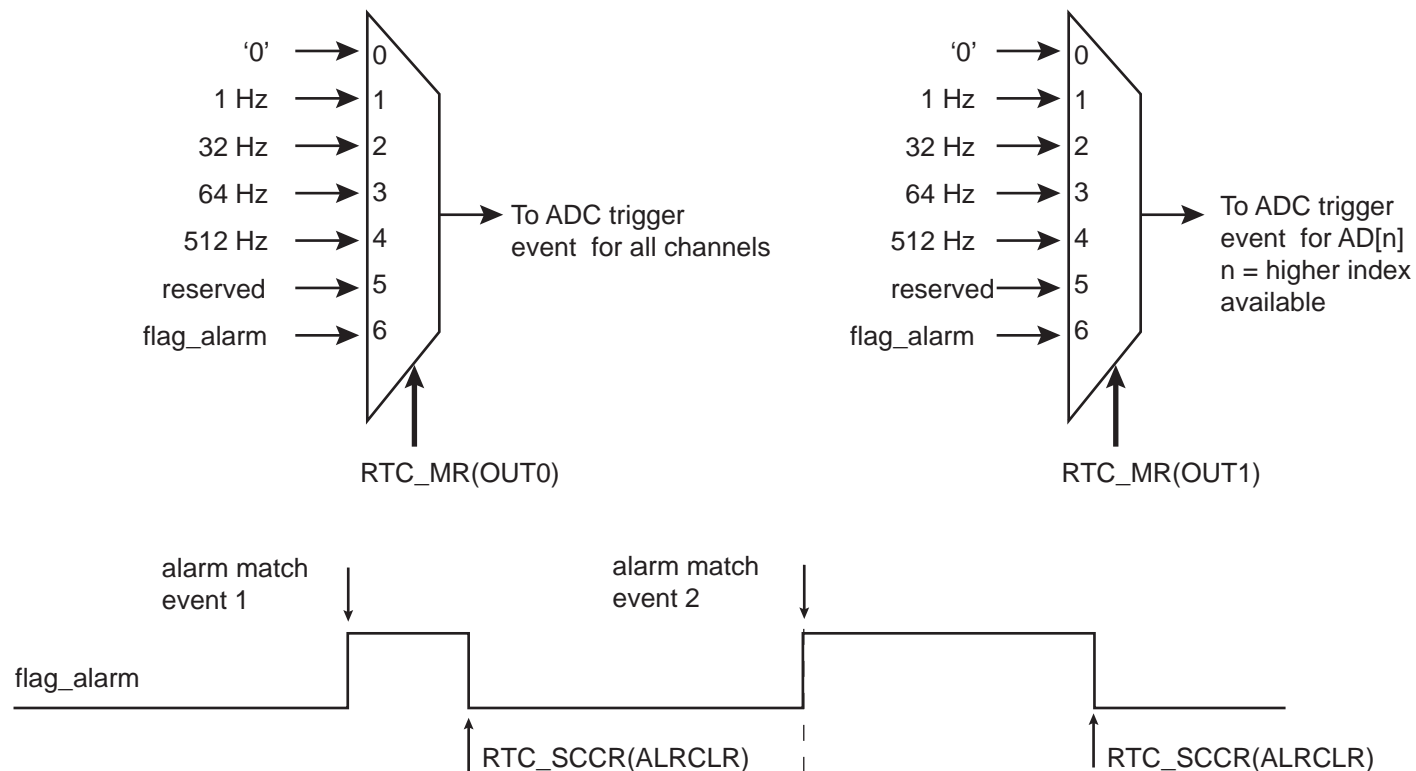 ‘0’
0
1 Hz
1
32 Hz
2
64 Hz
3
512 Hz
4
reserved
5
flag_alarm
6
To ADC trigger
event for all channels
RTC_MR(OUT0)
‘0’
0
1 Hz
1
32 Hz
2
64 Hz
3
512 Hz
4
reserved
5
flag_alarm
6
To ADC trigger
event for AD[n]
n = higher index
available
RTC_MR(OUT1)
alarm match
event 1
alarm match
event 2
flag_alarm
RTC_SCCR(ALRCLR)
RTC_SCCR(ALRCLR)